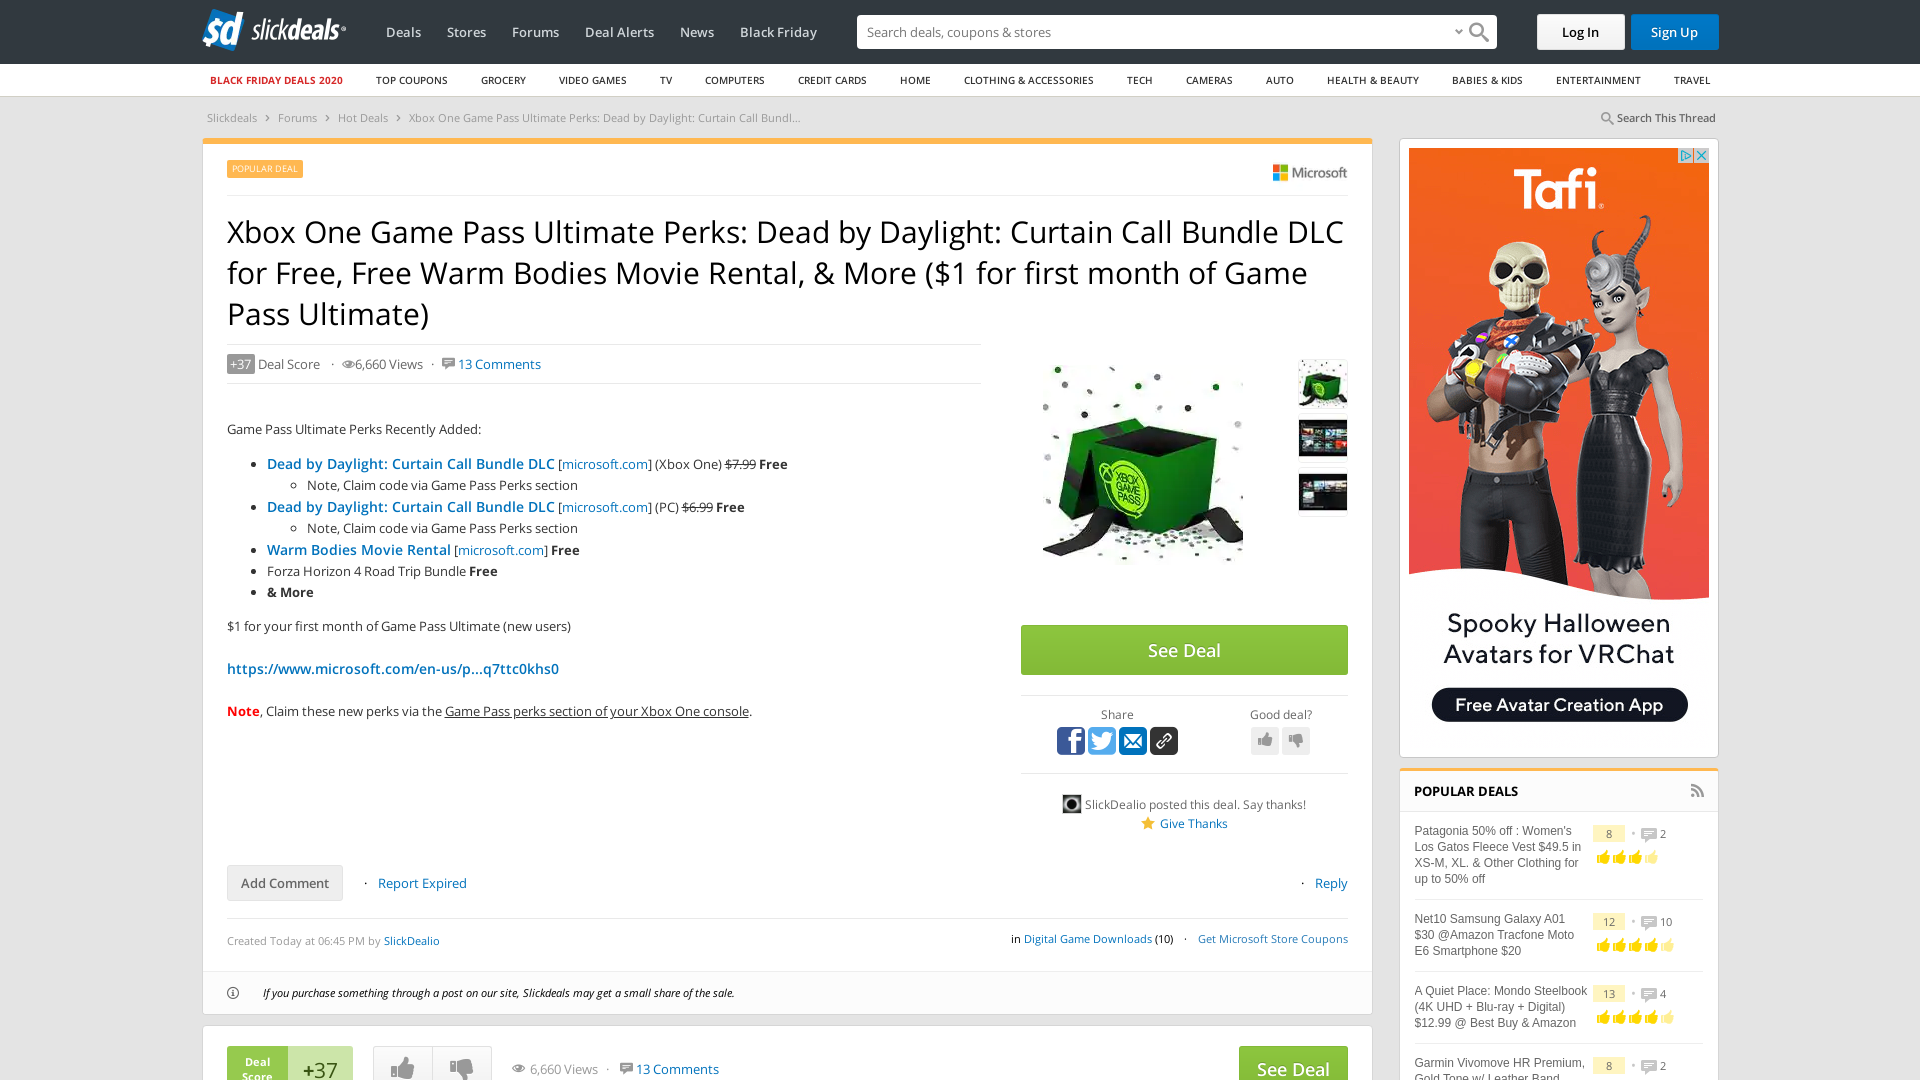 slickdeals
Deals
Stores
Forums
Deal Alerts
News
Black Friday
Search deals, coupons & stores
Log In
Sign Up
BLACK FRIDAY DEALS 2020
TOP COUPONS
GROCERY
VIDEO GAMES
TV
COMPUTERS
CREDIT CARDS
HOME
CLOTHING & ACCESSORIES
TECH
CAMERAS
AUTO
HEALTH & BEAUTY
BABIES & KIDS
ENTERTAINMENT
TRAVEL
Slickdeals › Forums › Hot Deals › Xbox One Game Pass Ultimate Perks: Dead by Daylight: Curtain Call Bundl...
Search This Thread
POPULAR DEAL
Microsoft
Xbox One Game Pass Ultimate Perks: Dead by Daylight: Curtain Call Bundle DLC
for Free, Free Warm Bodies Movie Rental, & More ($1 for first month of Game
Pass Ultimate)
+37 Deal Score · 6,660 Views · 13 Comments
Game Pass Ultimate Perks Recently Added:
Dead by Daylight: Curtain Call Bundle DLC [microsoft.com] (Xbox One) $7.99 Free
Note, Claim code via Game Pass Perks section
Dead by Daylight: Curtain Call Bundle DLC [microsoft.com] (PC) $6.99 Free
Note, Claim code via Game Pass Perks section
Warm Bodies Movie Rental [microsoft.com] Free
Forza Horizon 4 Road Trip Bundle Free
& More
$1 for your first month of Game Pass Ultimate (new users)
https://www.microsoft.com/en-us/p...q7ttc0khs0
Note, Claim these new perks via the Game Pass perks section of your Xbox One console.
XBOX
GAME
PASS
See Deal
Share
Good deal?
SlickDealio posted this deal. Say thanks!
Give Thanks
Add Comment
· Report Expired
· Reply
Created Today at 06:45 PM by SlickDealio
in Digital Game Downloads (10) · Get Microsoft Store Coupons
If you purchase something through a post on our site, Slickdeals may get a small share of the sale.
Deal
Score
+37
6,660 Views · 13 Comments
See Deal
Tafi
Spooky Halloween
Avatars for VRChat
Free Avatar Creation App
POPULAR DEALS
Patagonia 50% off : Women's
Los Gatos Fleece Vest $49.5 in
XS-M, XL. & Other Clothing for
up to 50% off
8 · 2
Net10 Samsung Galaxy A01
$30 @Amazon Tracfone Moto
E6 Smartphone $20
12 · 10
A Quiet Place: Mondo Steelbook
(4K UHD + Blu-ray + Digital)
$12.99 @ Best Buy & Amazon
13 · 4
Garmin Vivomove HR Premium,
Gold Tone w/ Leather Band
8 · 2